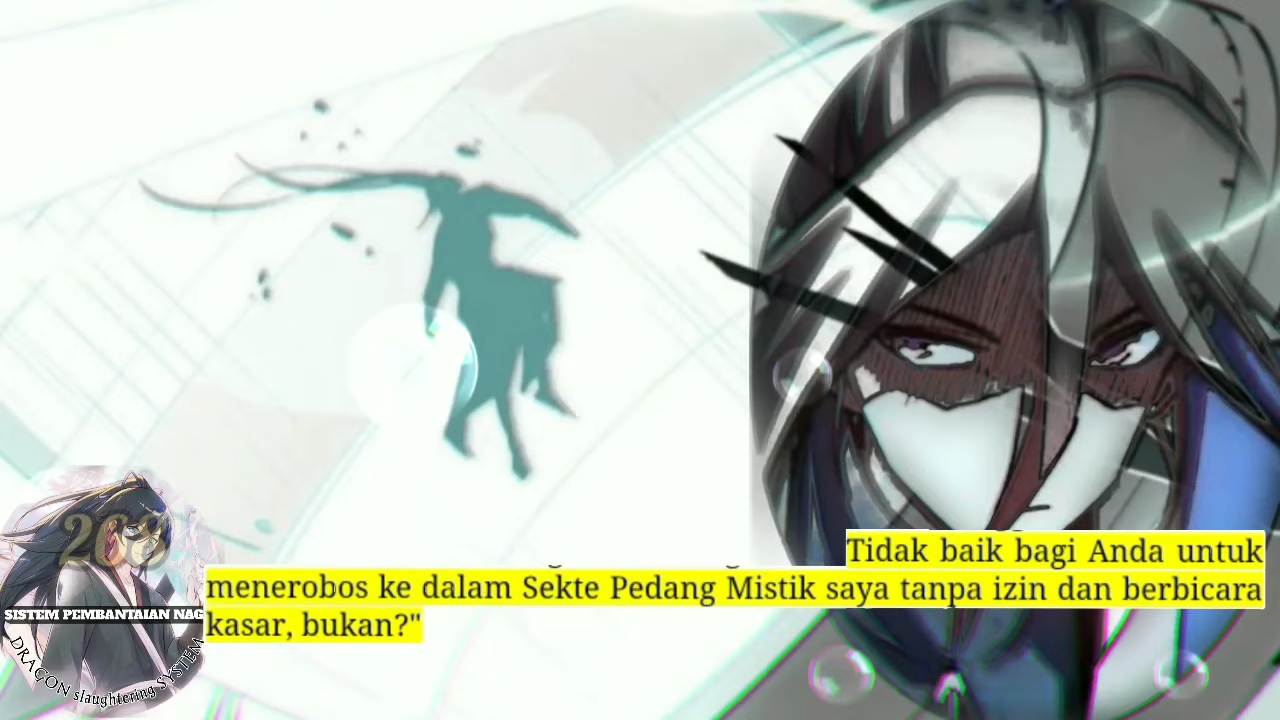 Tidak baik bagi Anda untuk
menerobos ke dalam Sekte Pedang Mistik saya tanpa izin dan berbicara
kasar, bukan?"
SISTEM PEMBANTAIAN NAG
DRAGON slaughtering SYSTEM